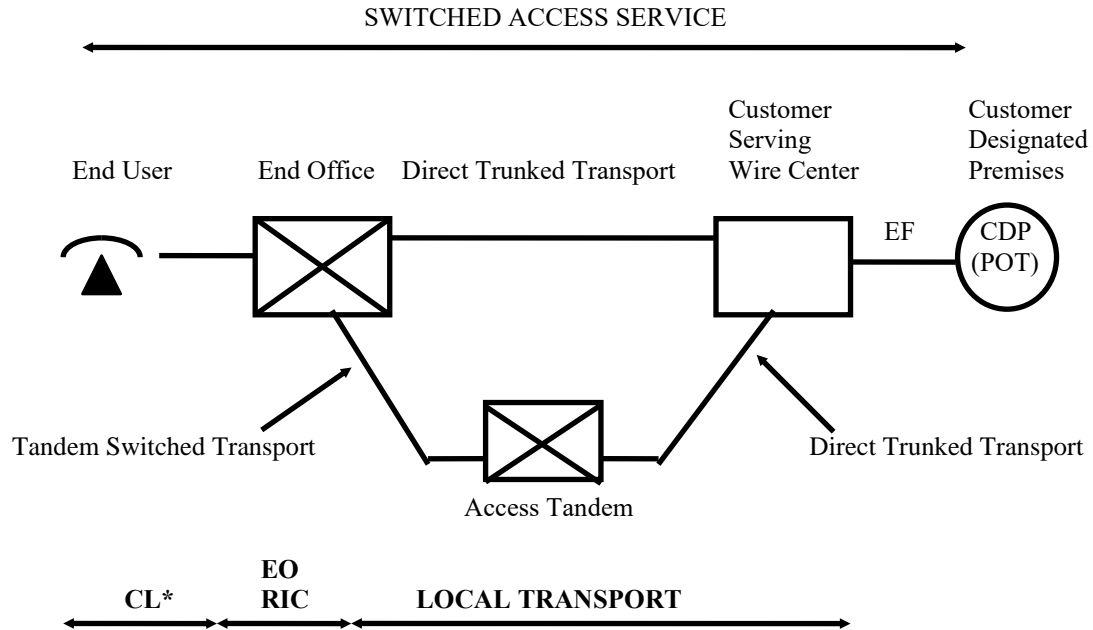 SWITCHED ACCESS SERVICE
Customer
Serving
Wire Center
Customer
Designated
Premises
End User
End Office
Direct Trunked Transport
EF
CDP
(POT)
Tandem Switched Transport
Direct Trunked Transport
Access Tandem
CL*
EO
RIC
LOCAL TRANSPORT